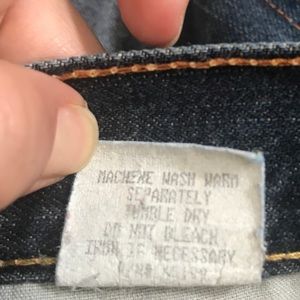 MACHINE WASH WARM
SEPARATELY
TUMBLE DRY
DO NOT BLEACH
IRON IF NECESSARY